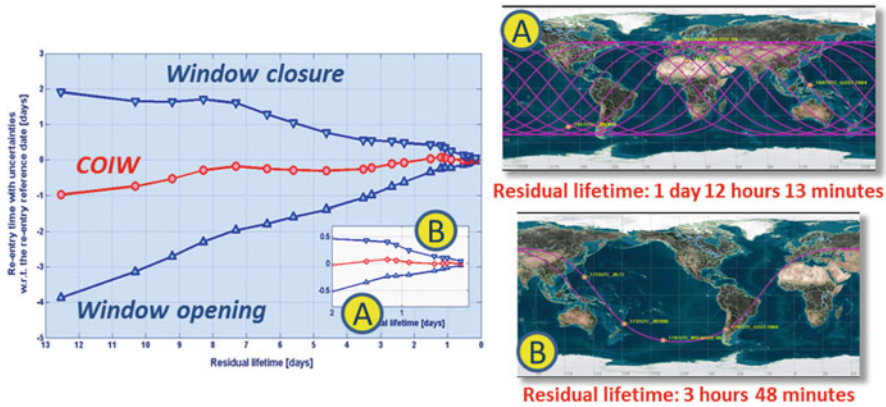 Re-entry time with uncertainties
w.r.t. the re-entry reference date [days]
3
2
1
0
-1
-2
-3
-4
-5
Window closure
COIW
Window opening
0.5
0
-0.5
2
1
B
A
lifetime [days]
13 12 11 10 9 8 7 6 5 4 3 2 1 0
Residual lifetime [days]
A
Residual lifetime: 1 day 12 hours 13 minutes
B
Residual lifetime: 3 hours 48 minutes